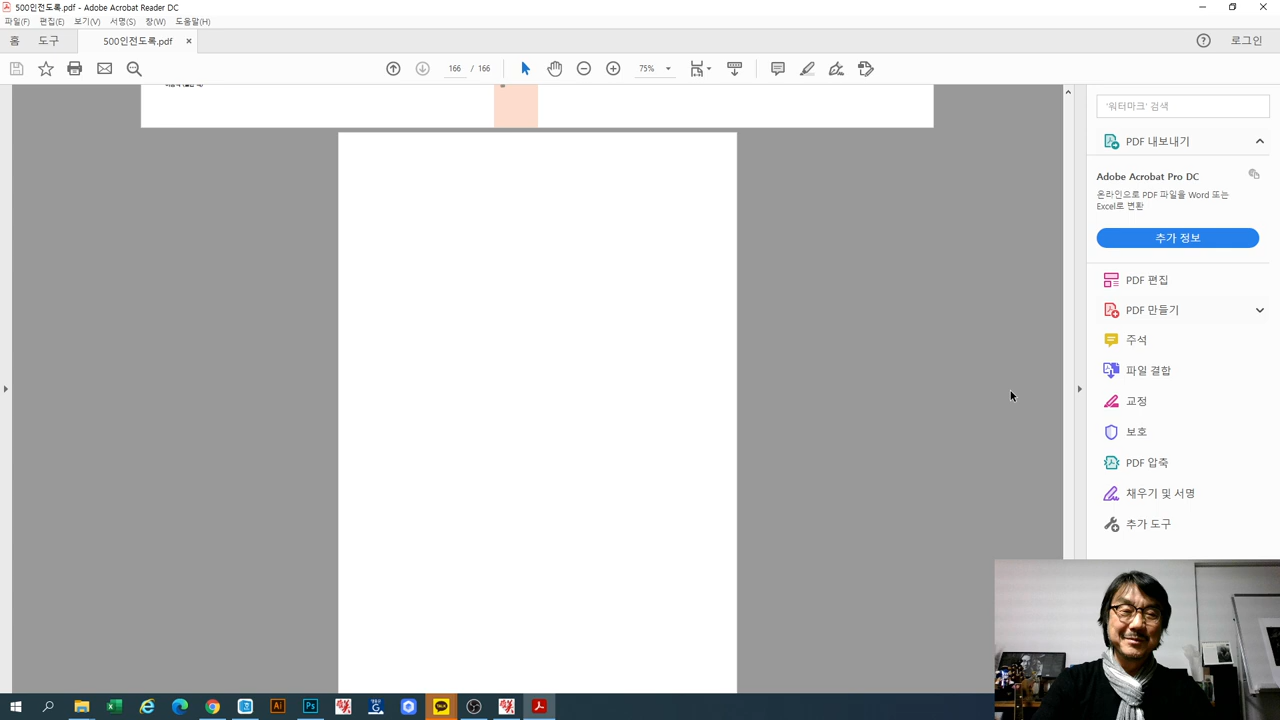 500인전도록.pdf - Adobe Acrobat Reader DC
파일(F) 편집(E) 보기(V) 서명(S) 창(W) 도움말(H)
홈 도구 500인전도록.pdf × 로그인
166 / 166 75%
'워터마크' 검색
PDF 내보내기
Adobe Acrobat Pro DC
온라인으로 PDF 파일을 Word 또는
Excel로 변환
추가 정보
PDF 편집
PDF 만들기
주석
파일 결합
교정
보호
PDF 압축
채우기 및 서명
추가 도구
Ai
Ps
TALK